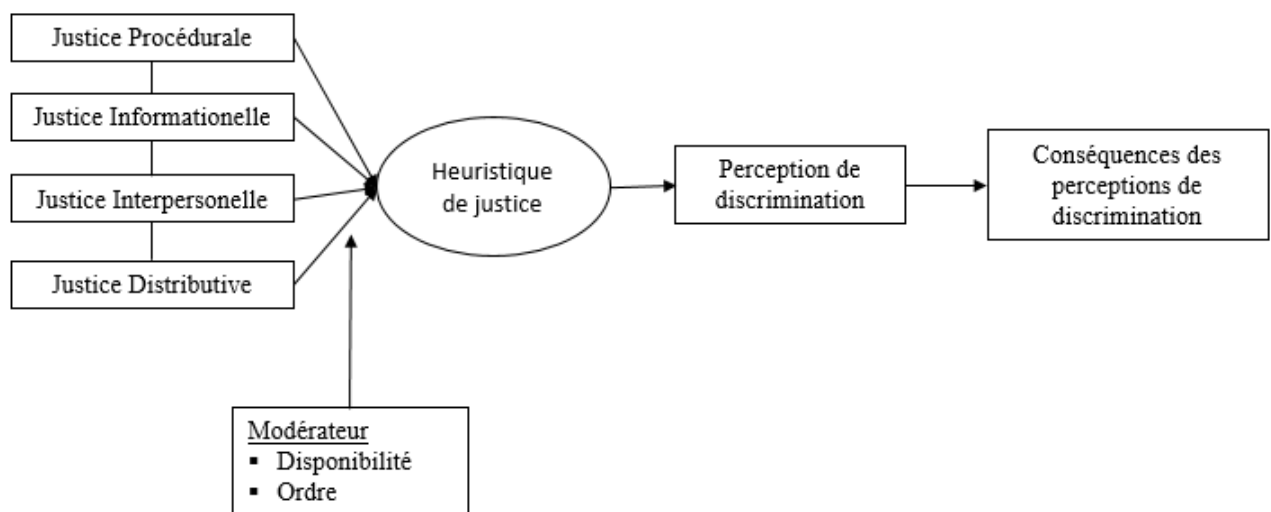 Justice Procédurale
Justice Informationelle
Justice Interpersonelle
Justice Distributive
Heuristique
de justice
Perception de
discrimination
Conséquences des
perceptions de
discrimination
Modérateur
▪ Disponibilité
▪ Ordre